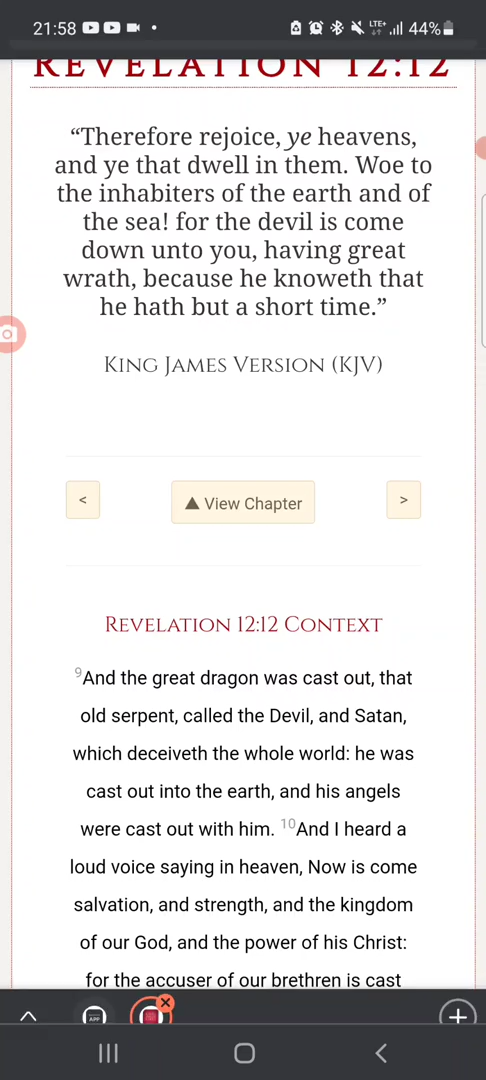 21:58 LTE+ 44%
REVELATION 12:12
“Therefore rejoice, ye heavens,
and ye that dwell in them. Woe to
the inhabiters of the earth and of
the sea! for the devil is come
down unto you, having great
wrath, because he knoweth that
he hath but a short time.”
King James Version (KJV)
< ▲ View Chapter >
Revelation 12:12 Context
9And the great dragon was cast out, that
old serpent, called the Devil, and Satan,
which deceiveth the whole world: he was
cast out into the earth, and his angels
were cast out with him. 10And I heard a
loud voice saying in heaven, Now is come
salvation, and strength, and the kingdom
of our God, and the power of his Christ:
for the accuser of our brethren is cast
APP